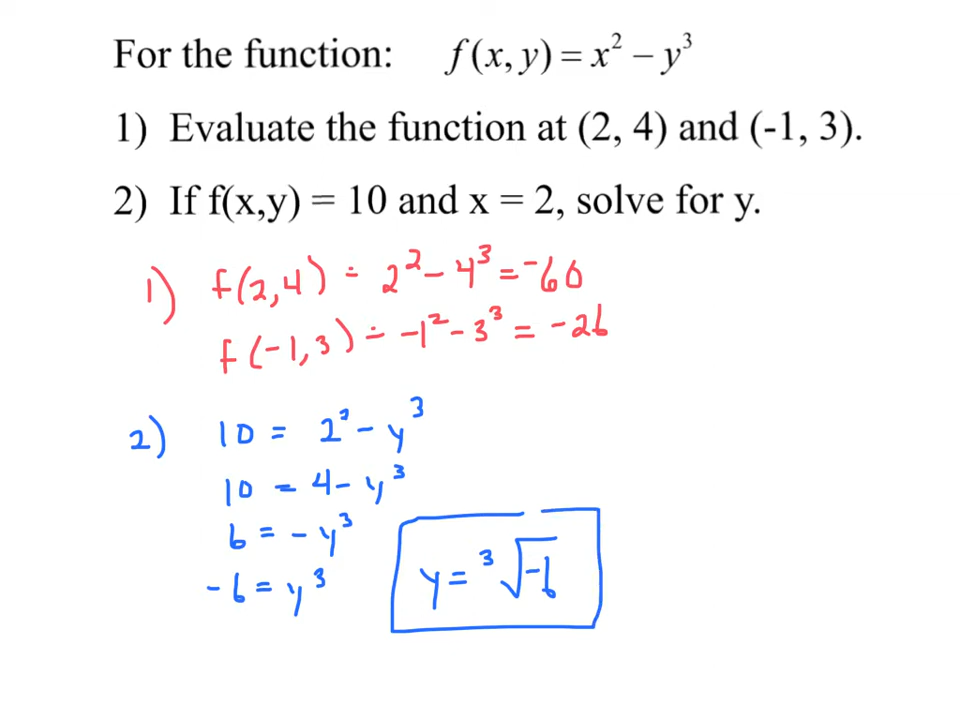 For the function: f(x, y) = x² − y³
1) Evaluate the function at (2, 4) and (-1, 3).
2) If f(x,y) = 10 and x = 2, solve for y.
1) f(2,4) = 2² − 4³ = -60
f(-1,3) = -1² − 3³ = -26
2) 10 = 2² − y³
10 = 4 − y³
6 = − y³
-6 = y³
y = ³√-6